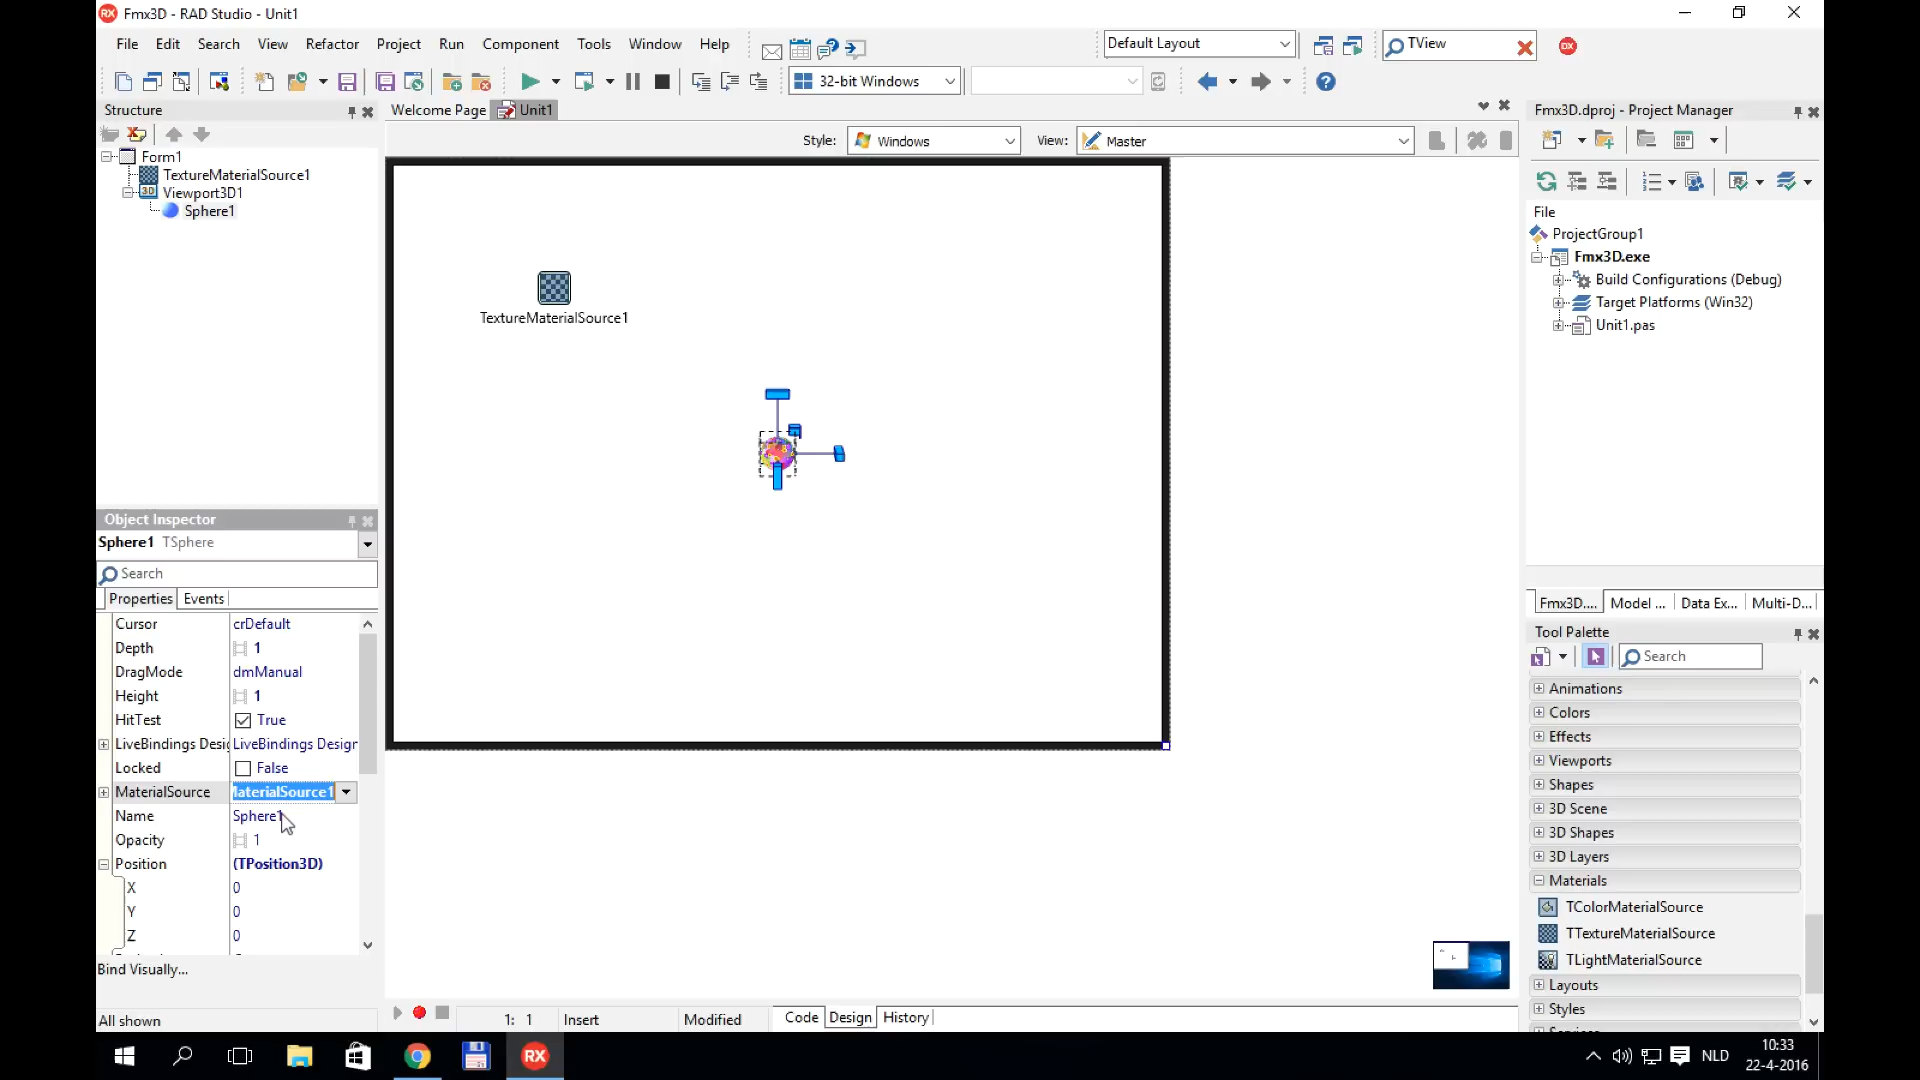 Fmx3D - RAD Studio - Unit1
File Edit Search View Refactor Project Run Component Tools Window Help
Default Layout
TView
32-bit Windows
Structure
Welcome Page Unit1
Style: Windows View: Master
Form1
TextureMaterialSource1
Viewport3D1
Sphere1
TextureMaterialSource1
Object Inspector
Sphere1 TSphere
Search
Properties Events
Cursor crDefault
Depth 1
DragMode dmManual
Height 1
HitTest True
LiveBindings Desig LiveBindings Design
Locked False
MaterialSource MaterialSource1
Name Sphere1
Opacity 1
Position (TPosition3D)
X 0
Y 0
Z 0
Bind Visually...
All shown
1: 1 Insert Modified Code Design History
Fmx3D.dproj - Project Manager
File
ProjectGroup1
Fmx3D.exe
Build Configurations (Debug)
Target Platforms (Win32)
Unit1.pas
Fmx3D.... Model ... Data Ex... Multi-D...
Tool Palette
Search
Animations
Colors
Effects
Viewports
Shapes
3D Scene
3D Shapes
3D Layers
Materials
TColorMaterialSource
TTextureMaterialSource
TLightMaterialSource
Layouts
Styles
NLD
10:33
22-4-2016